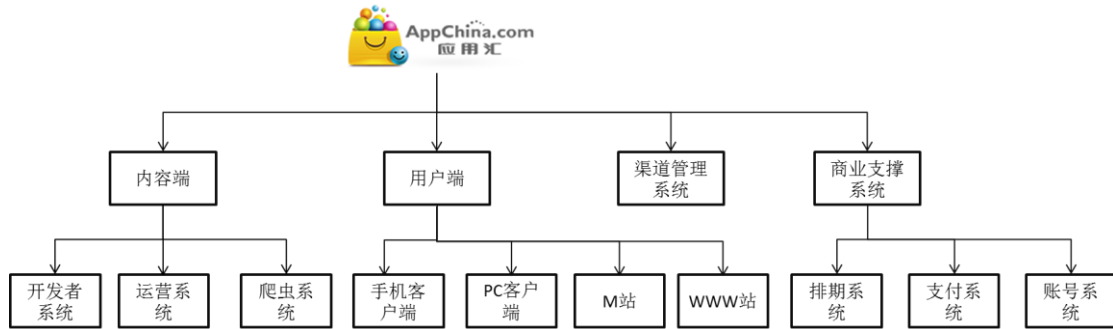 AppChina.com
应用汇
内容端
用户端
渠道管理
系统
商业支撑
系统
开发者
系统
运营系
统
爬虫系
统
手机客
户端
PC客户
端
M站
WWW站
排期系
统
支付系
统
账号系
统